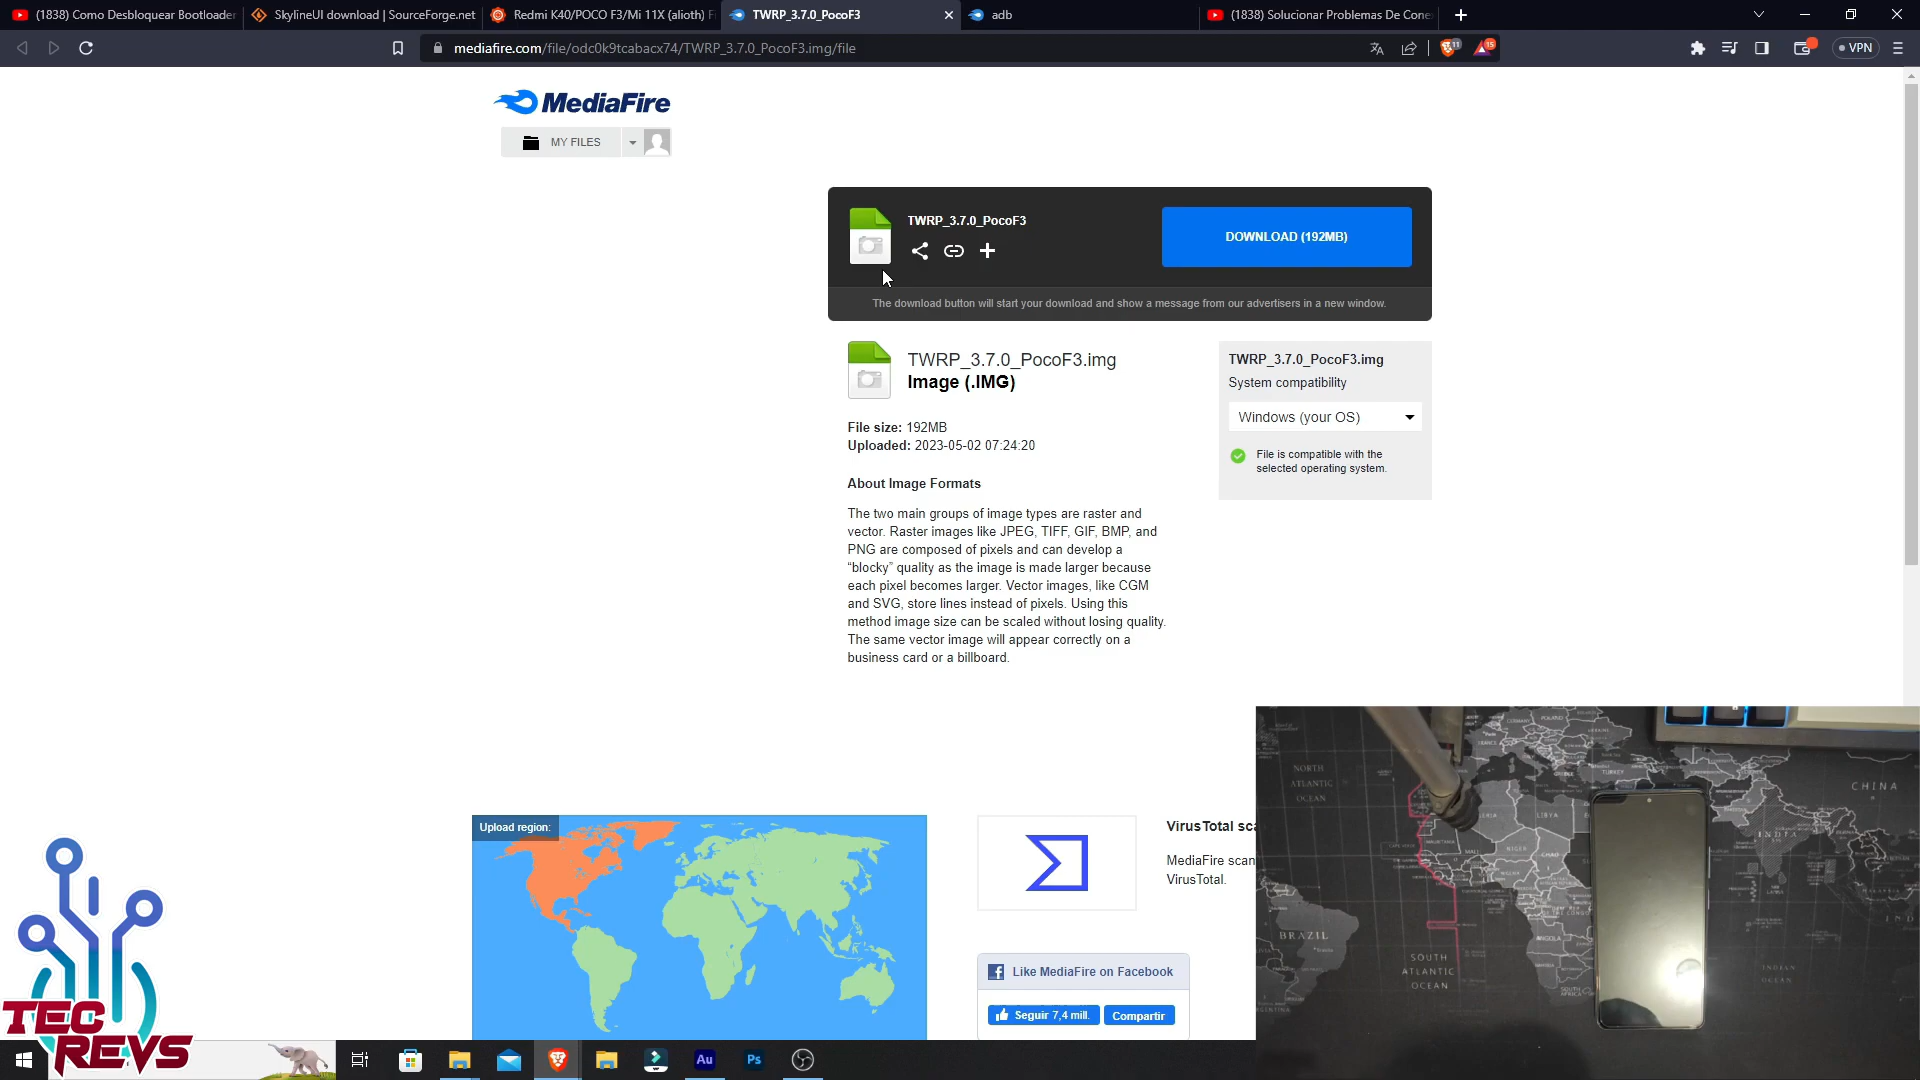 (1838) Como Desbloquear Bootloader
SkylineUI download | SourceForge.net
Redmi K40/POCO F3/Mi 11X (alioth) F
TWRP_3.7.0_PocoF3
adb
(1838) Solucionar Problemas De Cone
mediafire.com/file/odc0k9tcabacx74/TWRP_3.7.0_PocoF3.img/file
11
15
VPN
MediaFire
MY FILES
TWRP_3.7.0_PocoF3
DOWNLOAD (192MB)
The download button will start your download and show a message from our advertisers in a new window.
TWRP_3.7.0_PocoF3.img
Image (.IMG)
File size: 192MB
Uploaded: 2023-05-02 07:24:20
About Image Formats
The two main groups of image types are raster and
vector. Raster images like JPEG, TIFF, GIF, BMP, and
PNG are composed of pixels and can develop a
“blocky” quality as the image is made larger because
each pixel becomes larger. Vector images, like CGM
and SVG, store lines instead of pixels. Using this
method image size can be scaled without losing quality.
The same vector image will appear correctly on a
business card or a billboard.
TWRP_3.7.0_PocoF3.img
System compatibility
Windows (your OS)
File is compatible with the
selected operating system.
Upload region:
VirusTotal sca
MediaFire scan
VirusTotal.
Like MediaFire on Facebook
Seguir 7,4 mill.
Compartir
NORTH
ATLANTIC
OCEAN
BRAZIL
SOUTH
ATLANTIC
OCEAN
LIBYA
NIGER
ANGOLA
TURKEY
CHINA
INDIA
INDIAN
OCEAN
TEC
REVS
Au
Ps